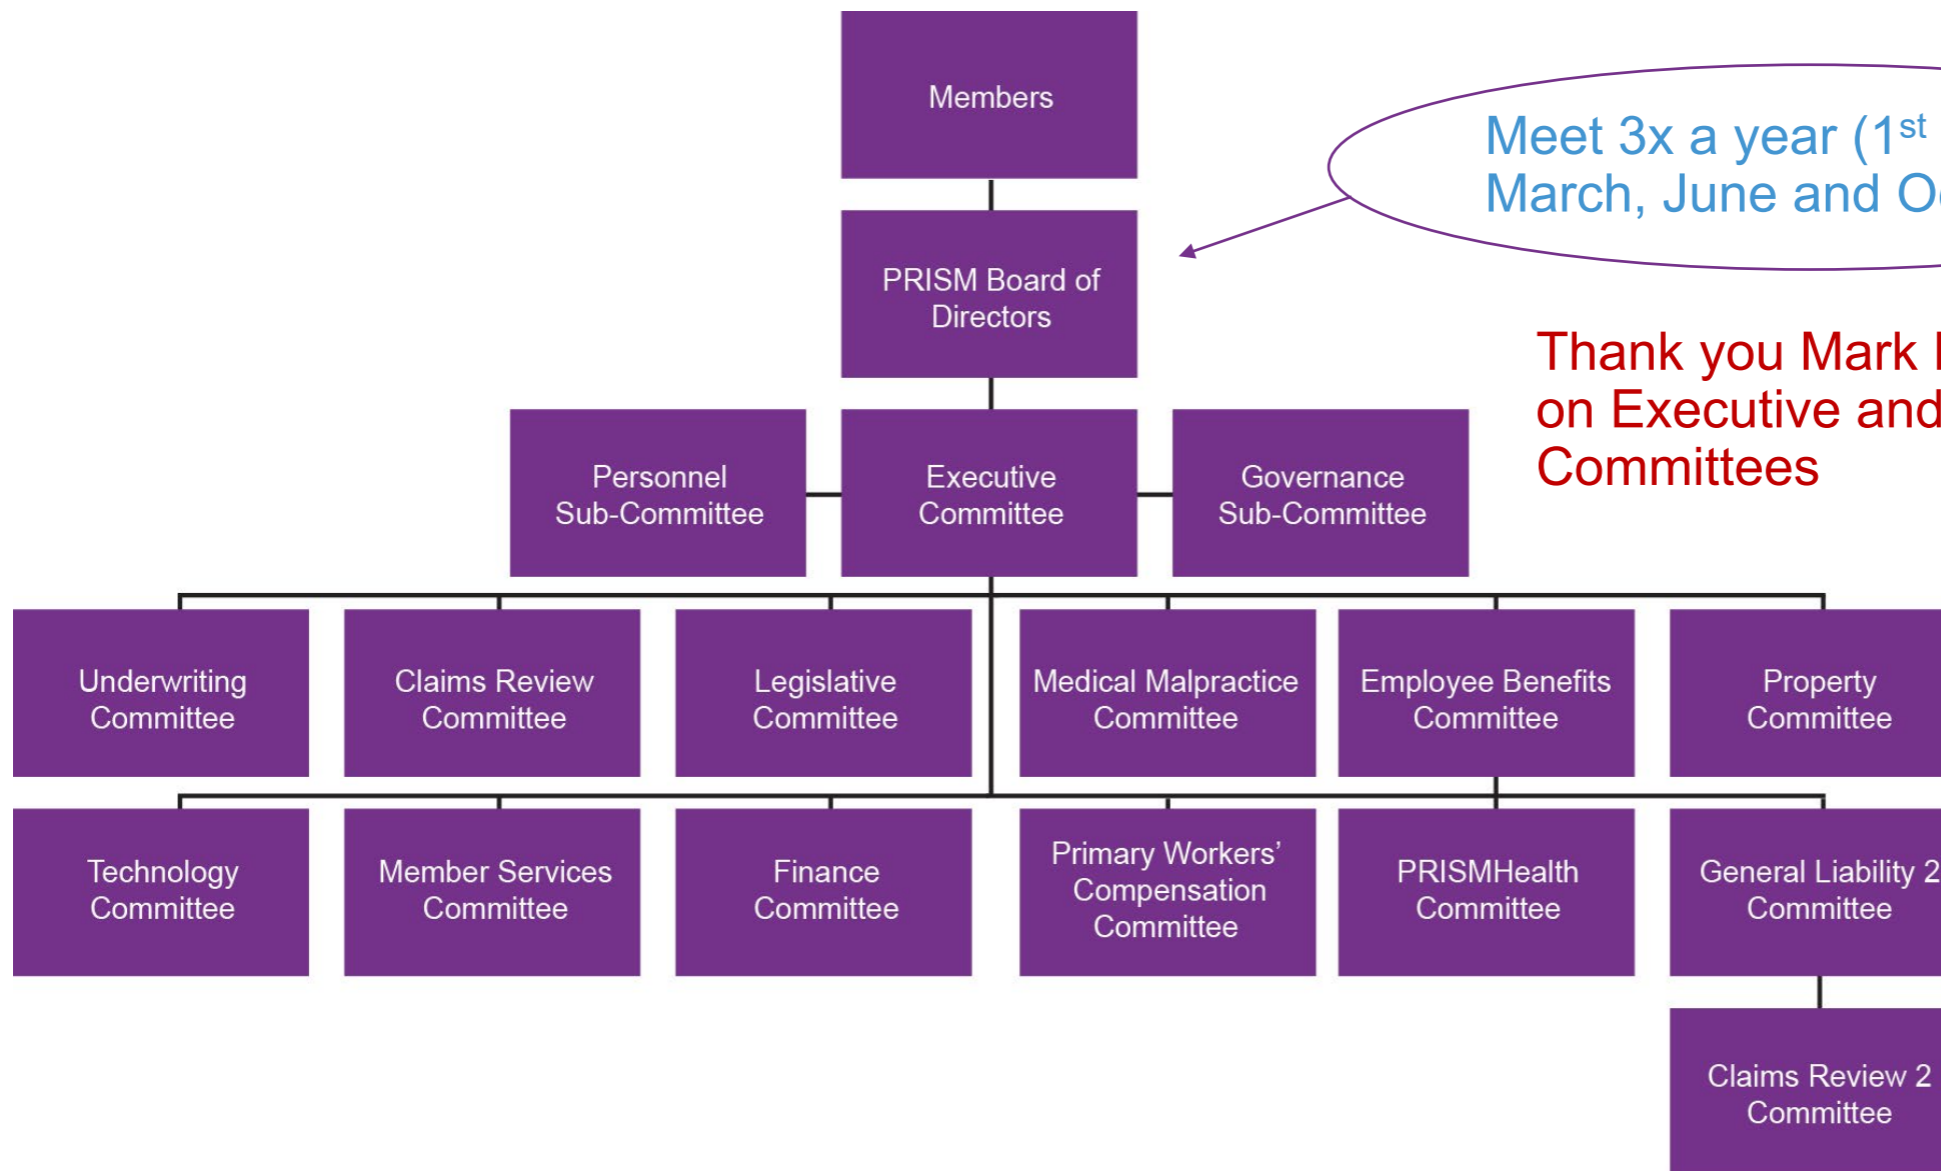 Members
Meet 3x a year (1st
March, June and
PRISM Board of
Directors
Thank you Mark
on Executive and
Committees
Personnel
Sub-Committee
Executive
Committee
Governance
Sub-Committee
Underwriting
Committee
Claims Review
Committee
Legislative
Committee
Medical Malpractice
Committee
Employee Benefits
Committee
Property
Committee
Technology
Committee
Member Services
Committee
Finance
Committee
Primary Workers’
Compensation
Committee
PRISMHealth
Committee
General Liability 2
Committee
Claims Review 2
Committee